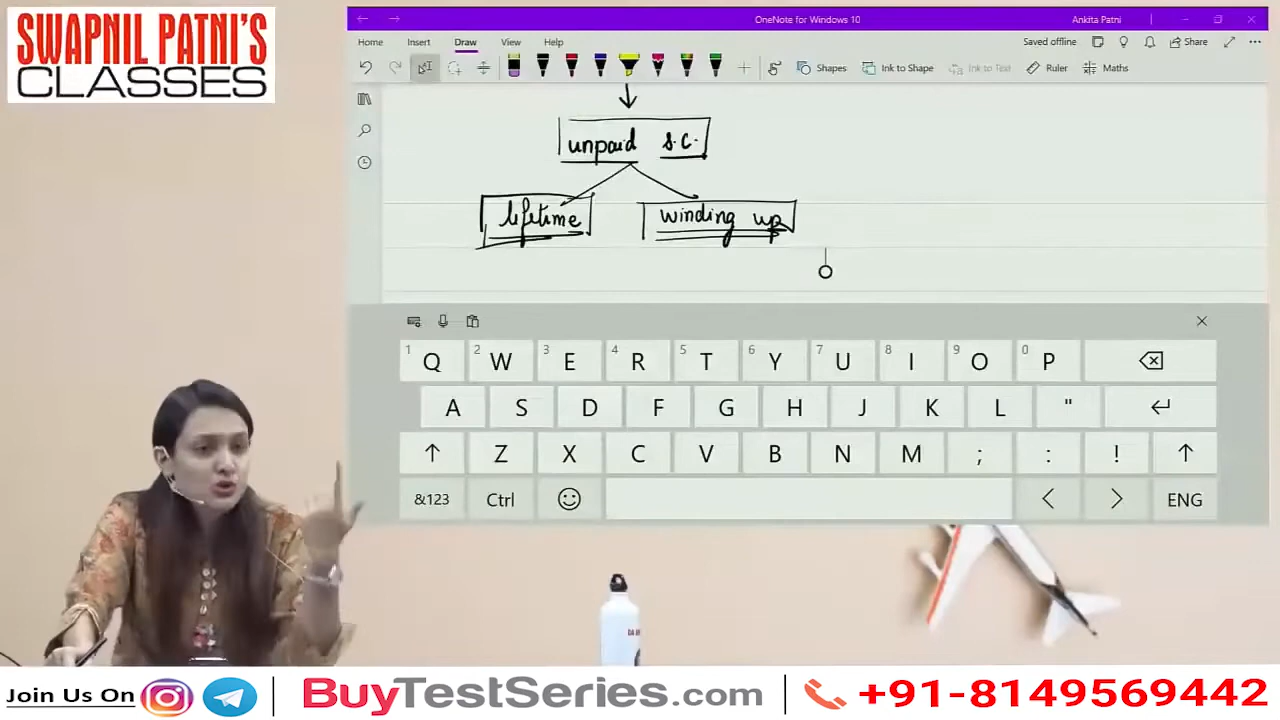 SWAPNIL PATNI'S
CLASSES
OneNote for Windows 10
Ankita Patni
Home Insert Draw View Help
Saved offline
Share
Shapes
Ink to Shape
Ink to Text
Ruler
Maths
unpaid s.c.
lifetime
winding up
1 Q 2 W 3 E 4 R 5 T 6 Y 7 U 8 I 9 O 0 P
A S D F G H J K L "
Z X C V B N M ; : !
&123 Ctrl ENG
Join Us On
BuyTestSeries.com
+91-8149569442